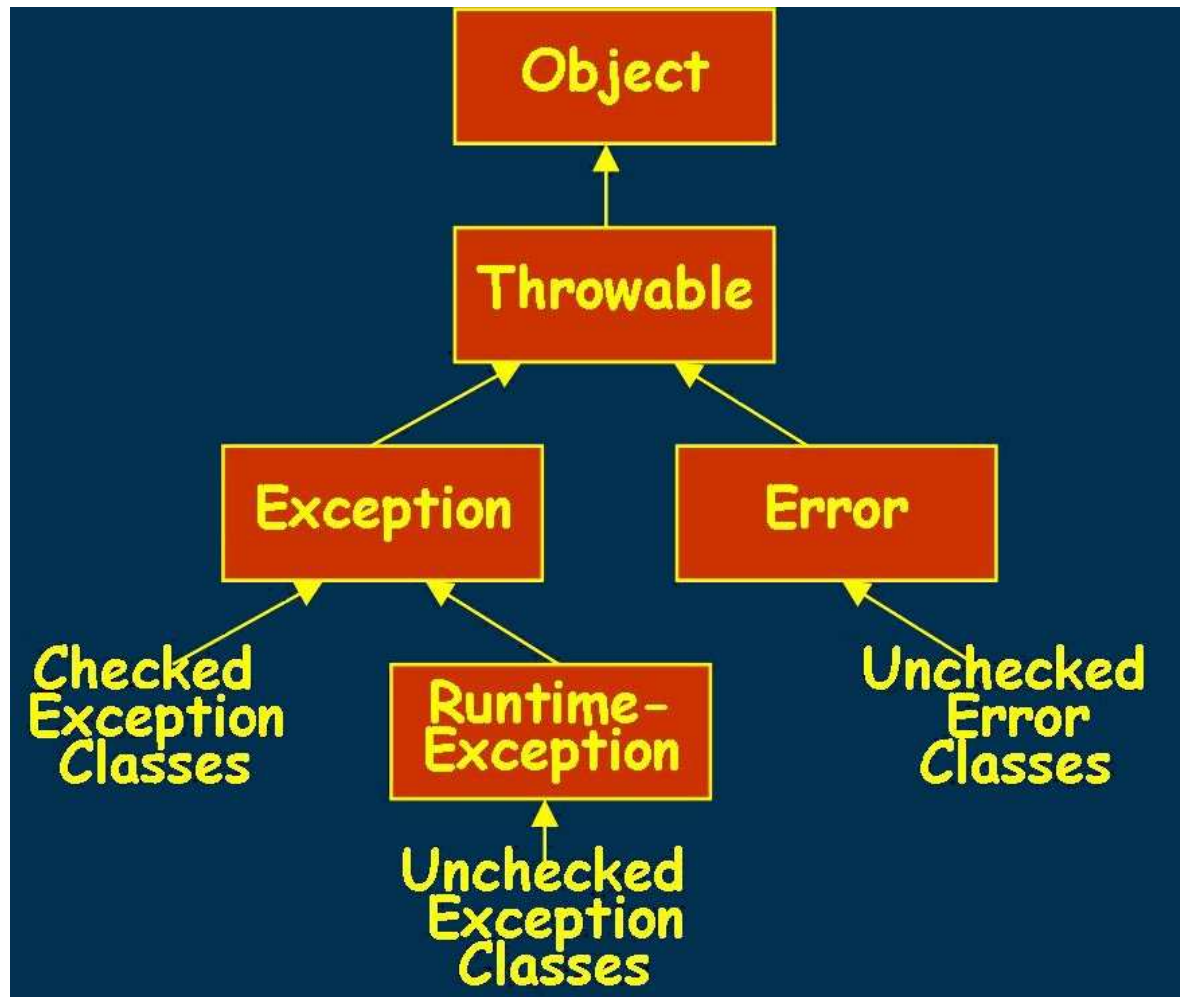 Object
Throwable
Exception
Error
Checked
Exception
Classes
Runtime-
Exception
Unchecked
Error
Classes
Unchecked
Exception
Classes